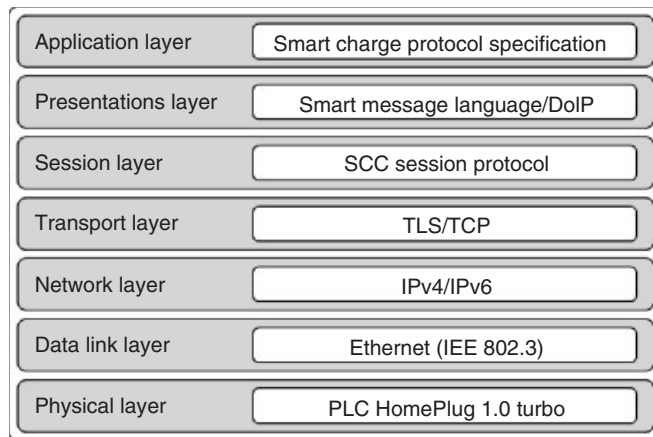 Application layer Smart charge protocol specification
Presentations layer Smart message language/DoIP
Session layer SCC session protocol
Transport layer TLS/TCP
Network layer IPv4/IPv6
Data link layer Ethernet (IEE 802.3)
Physical layer PLC HomePlug 1.0 turbo